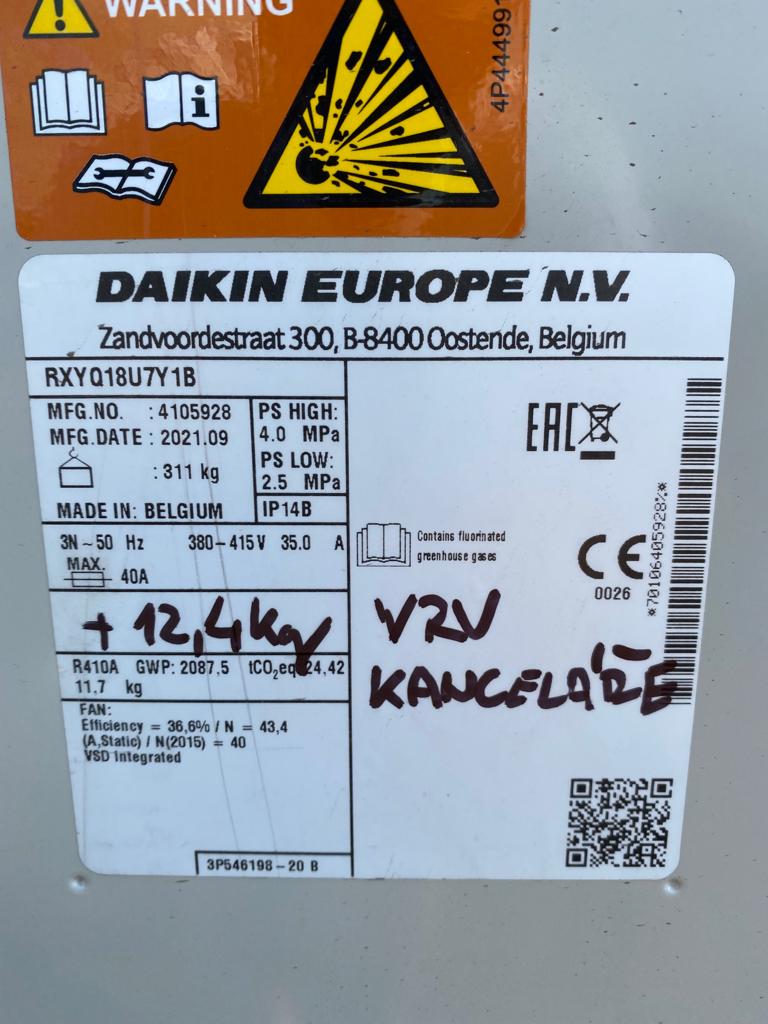 WARNING
i
4P444991
DAIKIN EUROPE N.V.
Zandvoordestraat 300, B-8400 Oostende, Belgium
RXYQ18U7Y1B
MFG.NO. : 4105928
MFG.DATE : 2021.09
: 311 kg
MADE IN: BELGIUM
PS HIGH:
4.0 MPa
PS LOW:
2.5 MPa
IP14B
3N~50 Hz 380-415V 35.0 A
MAX.
40A
+ 12,4kg
R410A GWP: 2087,5 tCO₂eq 24,42
11,7 kg
FAN:
Efficiency = 36,6% / N = 43,4
(A,Static) / N(2015) = 40
VSD Integrated
3P546198-20 B
EAC
Contains fluorinated
greenhouse gases
CE
0026
*70106405928%*
VRV
KANCELÁŘE